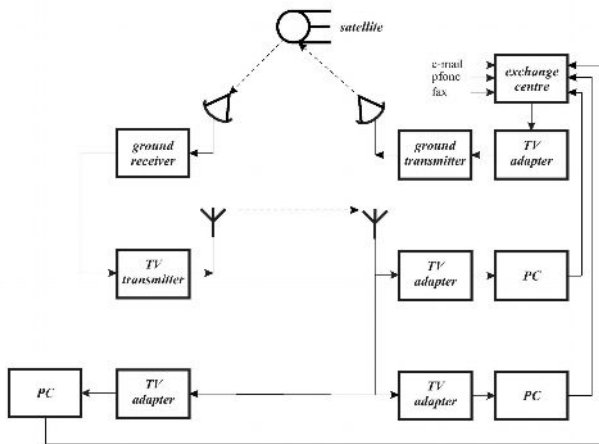 satellite
e-mail
pfone
fax
exchange
centre
ground
receiver
ground
transmitter
TV
adapter
TV
transmitter
TV
adapter
PC
PC
TV
adapter
TV
adapter
PC